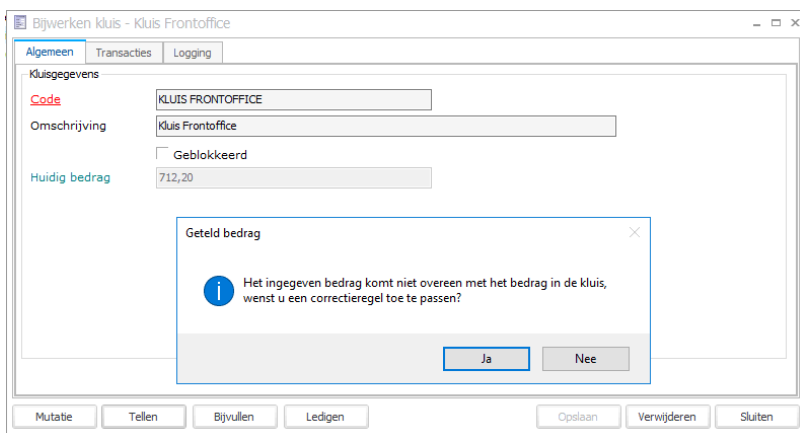 Bijwerken kluis - Kluis Frontoffice
Algemeen Transacties Logging
Kluisgegevens
Code KLUIS FRONTOFFICE
Omschrijving Kluis Frontoffice
Geblokkeerd
Huidig bedrag 712,20
Geteld bedrag
Het ingegeven bedrag komt niet overeen met het bedrag in de kluis,
wenst u een correctieregel toe te passen?
Ja Nee
Mutatie Tellen Bijvullen Ledigen Opslaan Verwijderen Sluiten